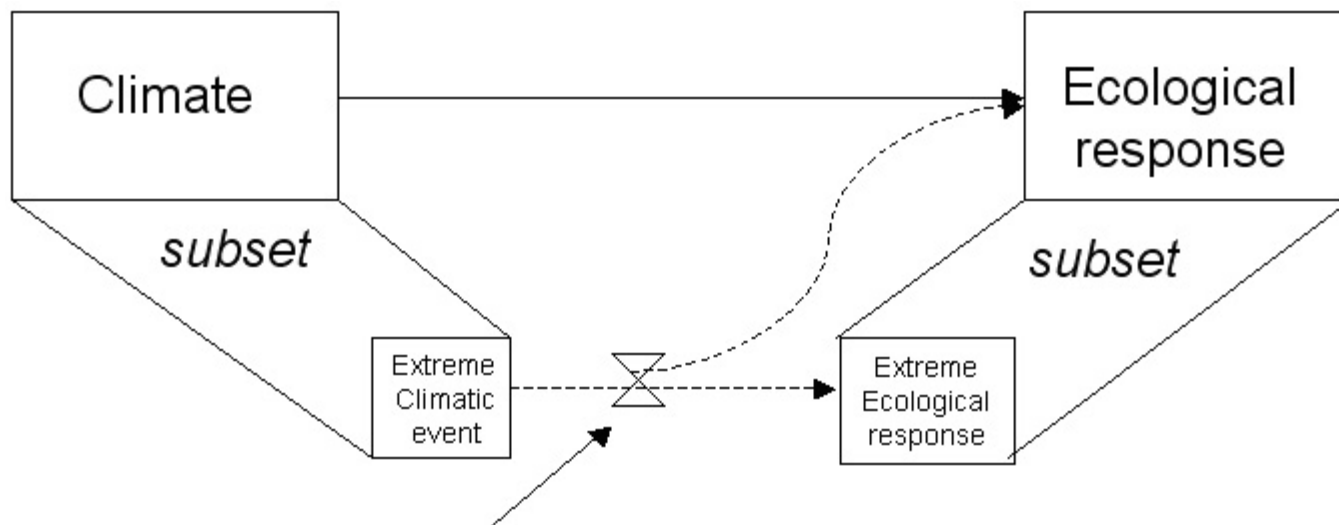 Climate
Ecological
response
subset
subset
Extreme
Climatic
event
Extreme
Ecological
response